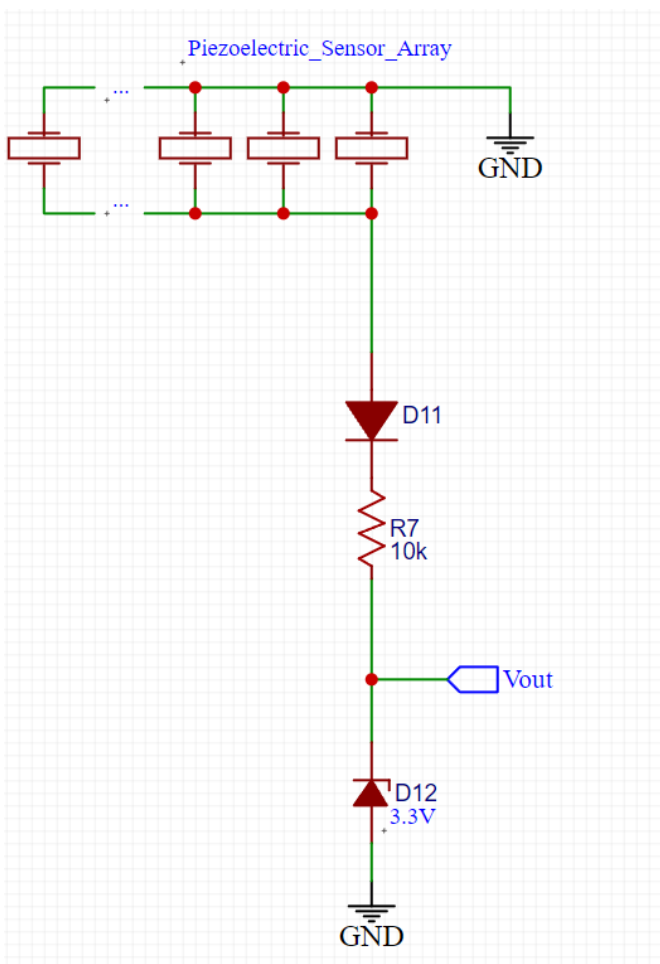 Piezoelectric_Sensor_Array
...
GND
...
D11
R7
10k
Vout
D12
3.3V
GND